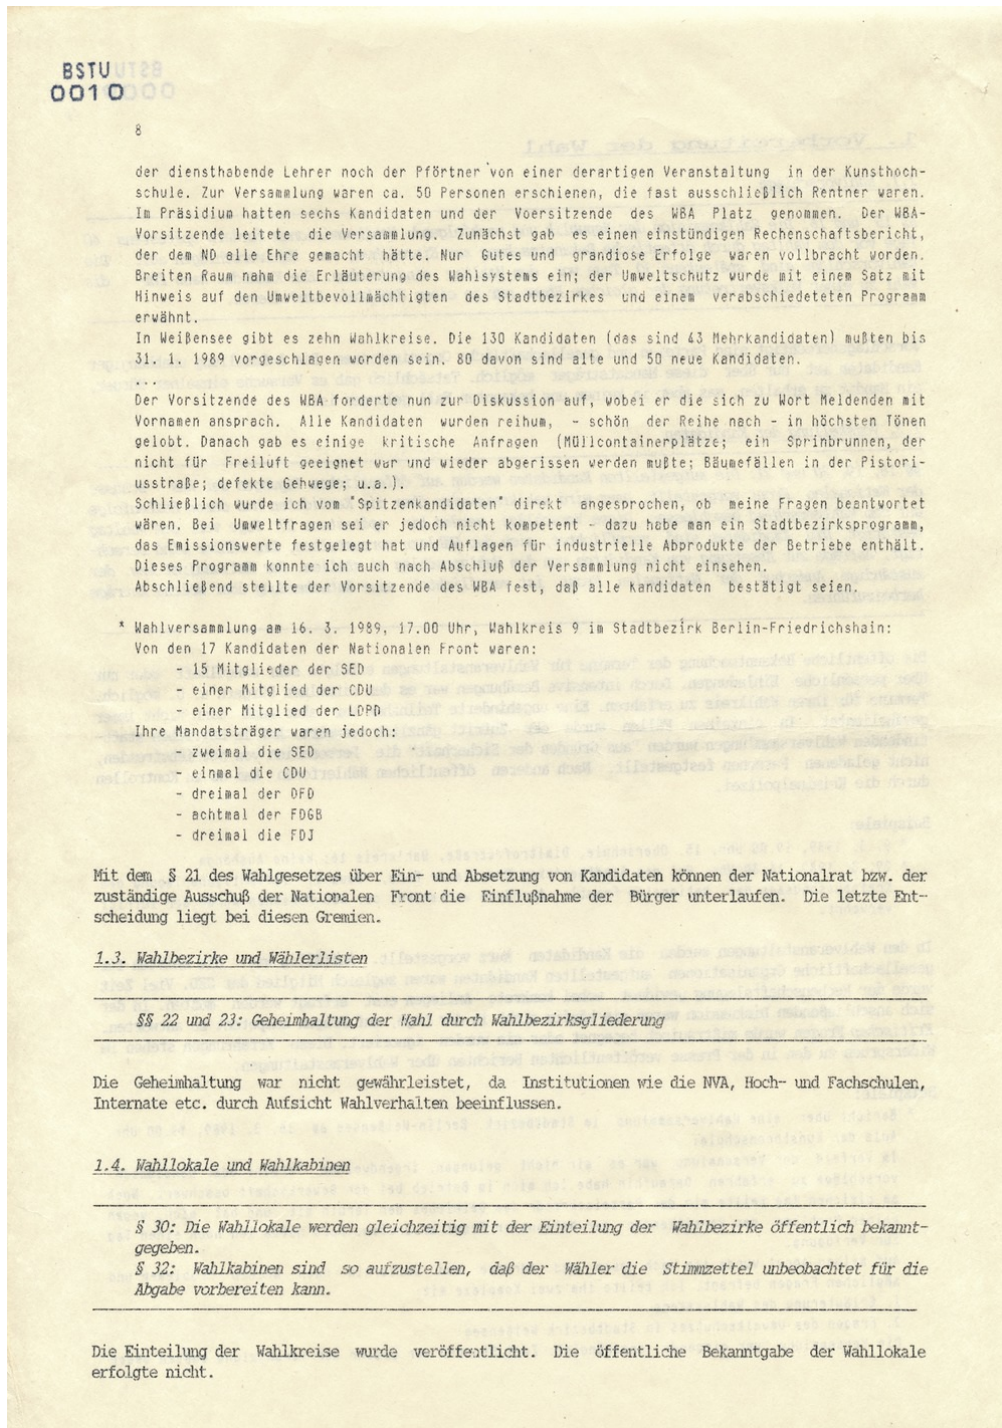 BSTU
0010
8
der diensthabende Lehrer noch der Pförtner von einer derartigen Veranstaltung in der Kunsthoch-
schule. Zur Versammlung waren ca. 50 Personen erschienen, die fast ausschließlich Rentner waren.
Im Präsidium hatten sechs Kandidaten und der Voersitzende des WBA Platz genommen. Der WBA-
Vorsitzende leitete die Versammlung. Zunächst gab es einen einstündigen Rechenschaftsbericht,
der dem ND alle Ehre gemacht hätte. Nur Gutes und grandiose Erfolge waren vollbracht worden.
Breiten Raum nahm die Erläuterung des Wahlsystems ein; der Umweltschutz wurde mit einem Satz mit
Hinweis auf den Umweltbevollmächtigten des Stadtbezirkes und einem verabschiedeteten Programm
erwähnt.
In Weißensee gibt es zehn Wahlkreise. Die 130 Kandidaten (das sind 43 Mehrkandidaten) mußten bis
31. 1. 1989 vorgeschlagen worden sein. 80 davon sind alte und 50 neue Kandidaten.
...
Der Vorsitzende des WBA forderte nun zur Diskussion auf, wobei er die sich zu Wort Meldenden mit
Vornamen ansprach. Alle Kandidaten wurden reihum, - schön der Reihe nach - in höchsten Tönen
gelobt. Danach gab es einige kritische Anfragen (Müllcontainerplätze; ein Sprinbrunnen, der
nicht für Freiluft geeignet war und wieder abgerissen werden mußte; Bäumefällen in der Pistori-
usstraße; defekte Gehwege; u.a.).
Schließlich wurde ich vom "Spitzenkandidaten" direkt angesprochen, ob meine Fragen beantwortet
wären. Bei Umweltfragen sei er jedoch nicht kompetent - dazu habe man ein Stadtbezirksprogramm,
das Emissionswerte festgelegt hat und Auflagen für industrielle Abprodukte der Betriebe enthält.
Dieses Programm konnte ich auch nach Abschluß der Versammlung nicht einsehen.
Abschließend stellte der Vorsitzende des WBA fest, daß alle Kandidaten bestätigt seien.
* Wahlversammlung am 16. 3. 1989, 17.00 Uhr, Wahlkreis 9 im Stadtbezirk Berlin-Friedrichshain:
Von den 17 Kandidaten der Nationalen Front waren:
- 15 Mitglieder der SED
- einer Mitglied der CDU
- einer Mitglied der LDPD
Ihre Mandatsträger waren jedoch:
- zweimal die SED
- einmal die CDU
- dreimal der DFD
- achtmal der FDGB
- dreimal die FDJ
Mit dem § 21 des Wahlgesetzes über Ein- und Absetzung von Kandidaten können der Nationalrat bzw. der
zuständige Ausschuß der Nationalen Front die Einflußnahme der Bürger unterlaufen. Die letzte Ent-
scheidung liegt bei diesen Gremien.
1.3. Wahlbezirke und Wählerlisten
§§ 22 und 23: Geheimhaltung der Wahl durch Wahlbezirksgliederung
Die Geheimhaltung war nicht gewährleistet, da Institutionen wie die NVA, Hoch- und Fachschulen,
Internate etc. durch Aufsicht Wahlverhalten beeinflussen.
1.4. Wahllokale und Wahlkabinen
§ 30: Die Wahllokale werden gleichzeitig mit der Einteilung der Wahlbezirke öffentlich bekannt-
gegeben.
§ 32: Wahlkabinen sind so aufzustellen, daß der Wähler die Stimmzettel unbeobachtet für die
Abgabe vorbereiten kann.
Die Einteilung der Wahlkreise wurde veröffentlicht. Die öffentliche Bekanntgabe der Wahllokale
erfolgte nicht.